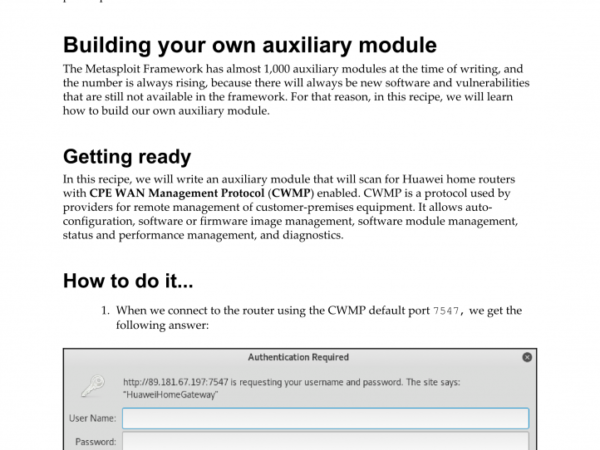 Building your own auxiliary module
The Metasploit Framework has almost 1,000 auxiliary modules at the time of writing, and
the number is always rising, because there will always be new software and vulnerabilities
that are still not available in the framework. For that reason, in this recipe, we will learn
how to build our own auxiliary module.
Getting ready
In this recipe, we will write an auxiliary module that will scan for Huawei home routers
with CPE WAN Management Protocol (CWMP) enabled. CWMP is a protocol used by
providers for remote management of customer-premises equipment. It allows auto-
configuration, software or firmware image management, software module management,
status and performance management, and diagnostics.
How to do it...
1. When we connect to the router using the CWMP default port 7547, we get the
following answer:
Authentication Required
http://89.181.67.197:7547 is requesting your username and password. The site says:
"HuaweiHomeGateway"
User Name:
Password: